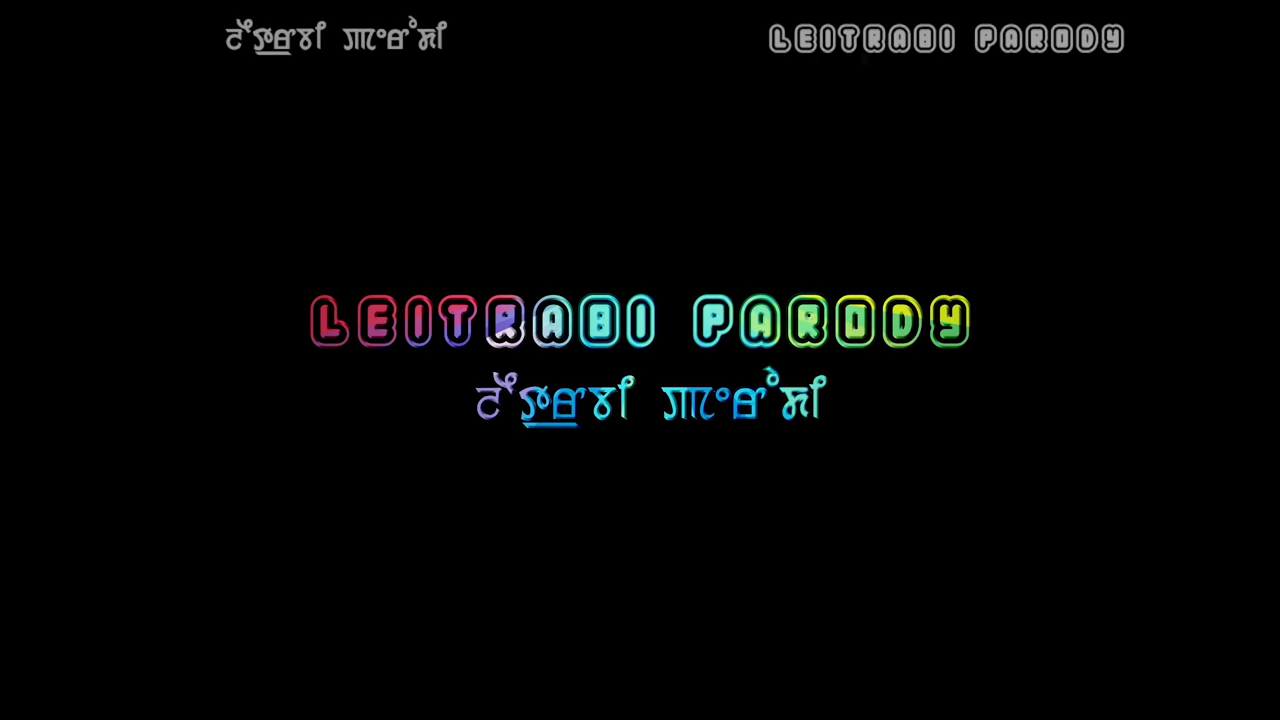 ꯂꯩꯇ꯭ꯔꯕꯤ ꯄꯦꯔꯣꯗꯤ LEITRABI PARODY
LEITRABI PARODY
ꯂꯩꯇ꯭ꯔꯕꯤ ꯄꯦꯔꯣꯗꯤ